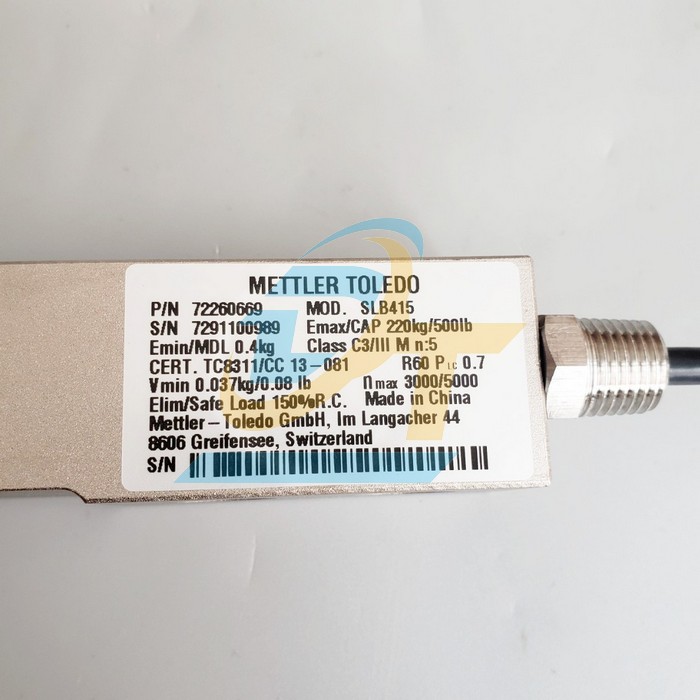 METTLER TOLEDO
P/N 72260669 MOD. SLB415
S/N 7291100989 Emax/CAP 220kg/500lb
Emin/MDL 0.4kg Class C3/III M n:5
CERT. TC8311/CC 13-081 R60 P LC 0.7
Vmin 0.037kg/0.08 lb n max 3000/5000
Elim/Safe Load 150%R.C. Made in China
Mettler-Toledo GmbH, Im Langacher 44
8606 Greifensee, Switzerland
S/N